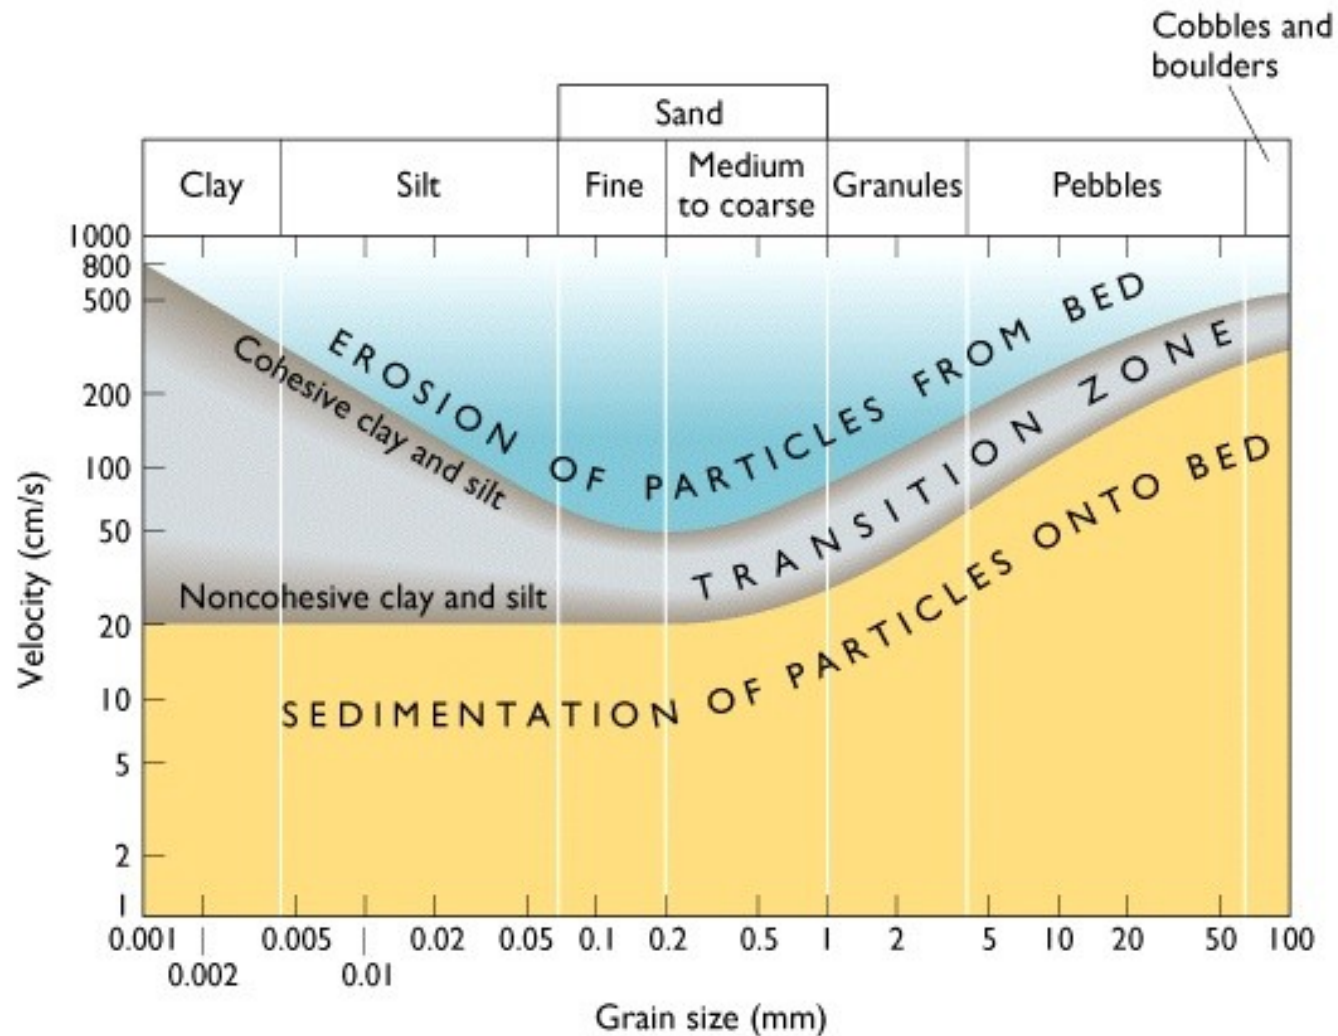 Cobbles and
boulders
Sand
Clay
Silt
Fine
Medium
to coarse
Granules
Pebbles
1000
800
500
200
100
50
20
10
5
2
1
Velocity (cm/s)
EROSION OF PARTICLES FROM BED
Cohesive clay and silt
TRANSITION ZONE
Noncohesive clay and silt
SEDIMENTATION OF PARTICLES ONTO BED
0.001 0.005 0.02 0.05 0.1 0.2 0.5 1 2 5 10 20 50 100
0.002 0.01
Grain size (mm)